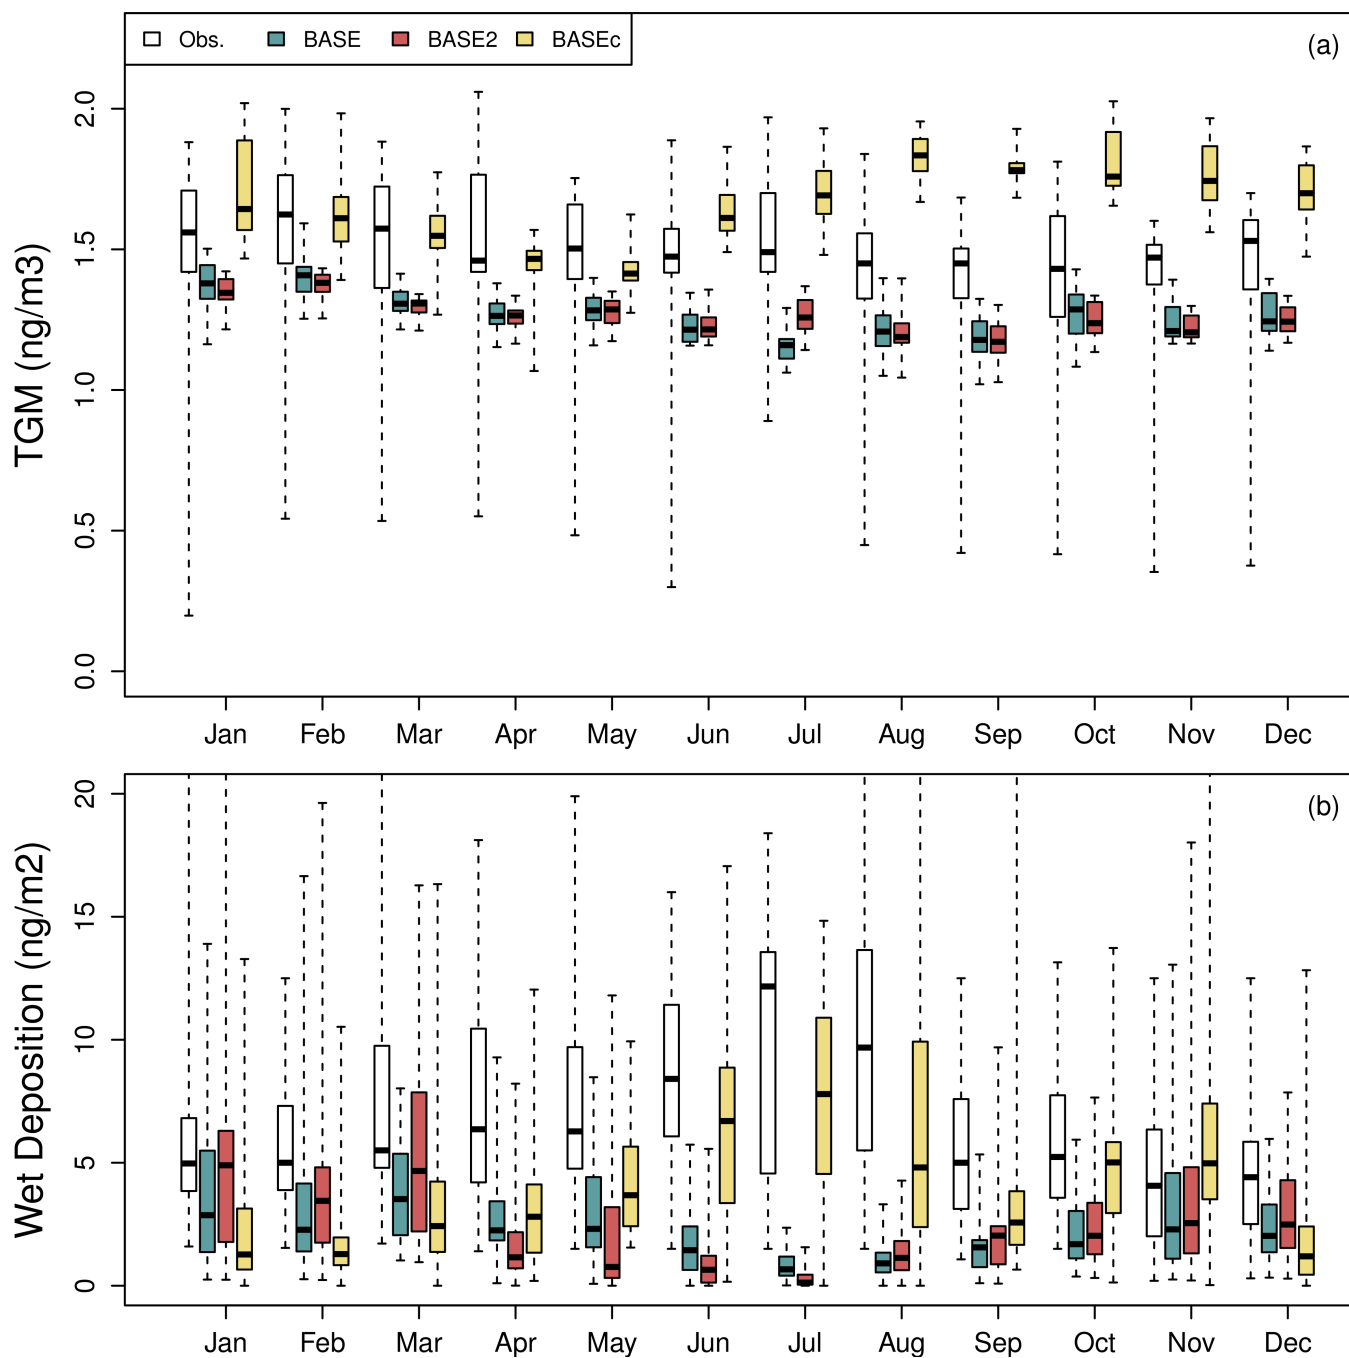 Obs. BASE BASE2 BASEc
(a)
TGM (ng/m3)
2.0
1.5
1.0
0.5
0.0
Jan Feb Mar Apr May Jun Jul Aug Sep Oct Nov Dec
(b)
Wet Deposition (ng/m2)
20
15
10
5
0
Jan Feb Mar Apr May Jun Jul Aug Sep Oct Nov Dec